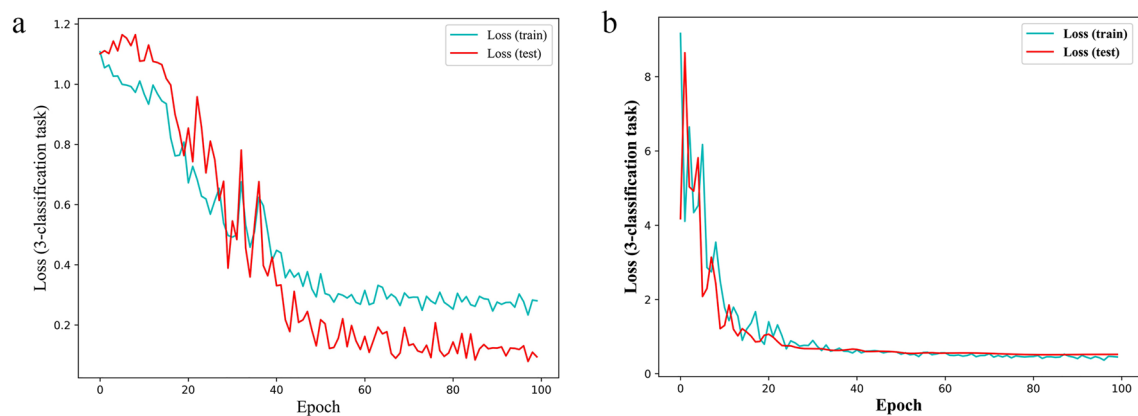 a
Loss (3-classification task)
1.2
1.0
0.8
0.6
0.4
0.2
Loss (train)
Loss (test)
0 20 40 60 80 100
Epoch
b
Loss (3-classification task)
8
6
4
2
0
Loss (train)
Loss (test)
0 20 40 60 80 100
Epoch